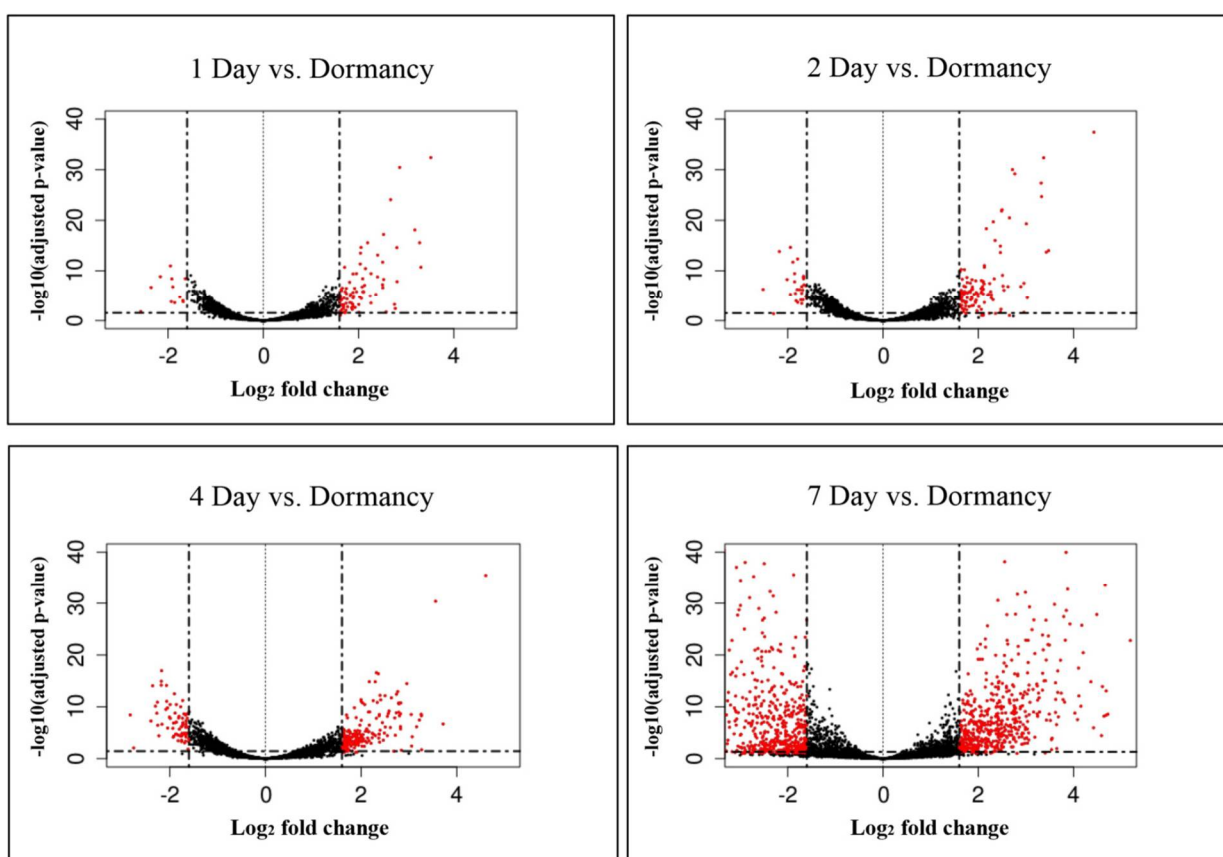 1 Day vs. Dormancy
-log10(adjusted p-value)
40
30
20
10
0
-2 0 2 4
Log2 fold change
2 Day vs. Dormancy
-log10(adjusted p-value)
40
30
20
10
0
-2 0 2 4
Log2 fold change
4 Day vs. Dormancy
-log10(adjusted p-value)
40
30
20
10
0
-2 0 2 4
Log2 fold change
7 Day vs. Dormancy
-log10(adjusted p-value)
40
30
20
10
0
-2 0 2 4
Log2 fold change